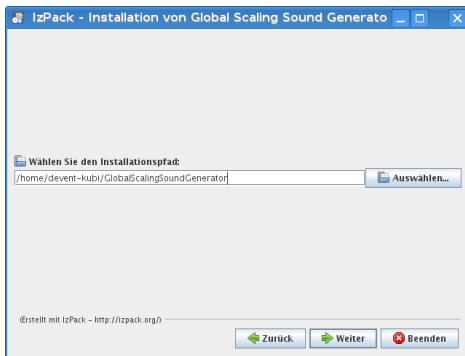 IzPack - Installation von Global Scaling Sound Generato
Wählen Sie den Installationspfad:
/home/devent-kubi/GlobalScalingSoundGenerator
Auswählen...
(Erstellt mit IzPack - http://izpack.org/)
Zurück
Weiter
Beenden